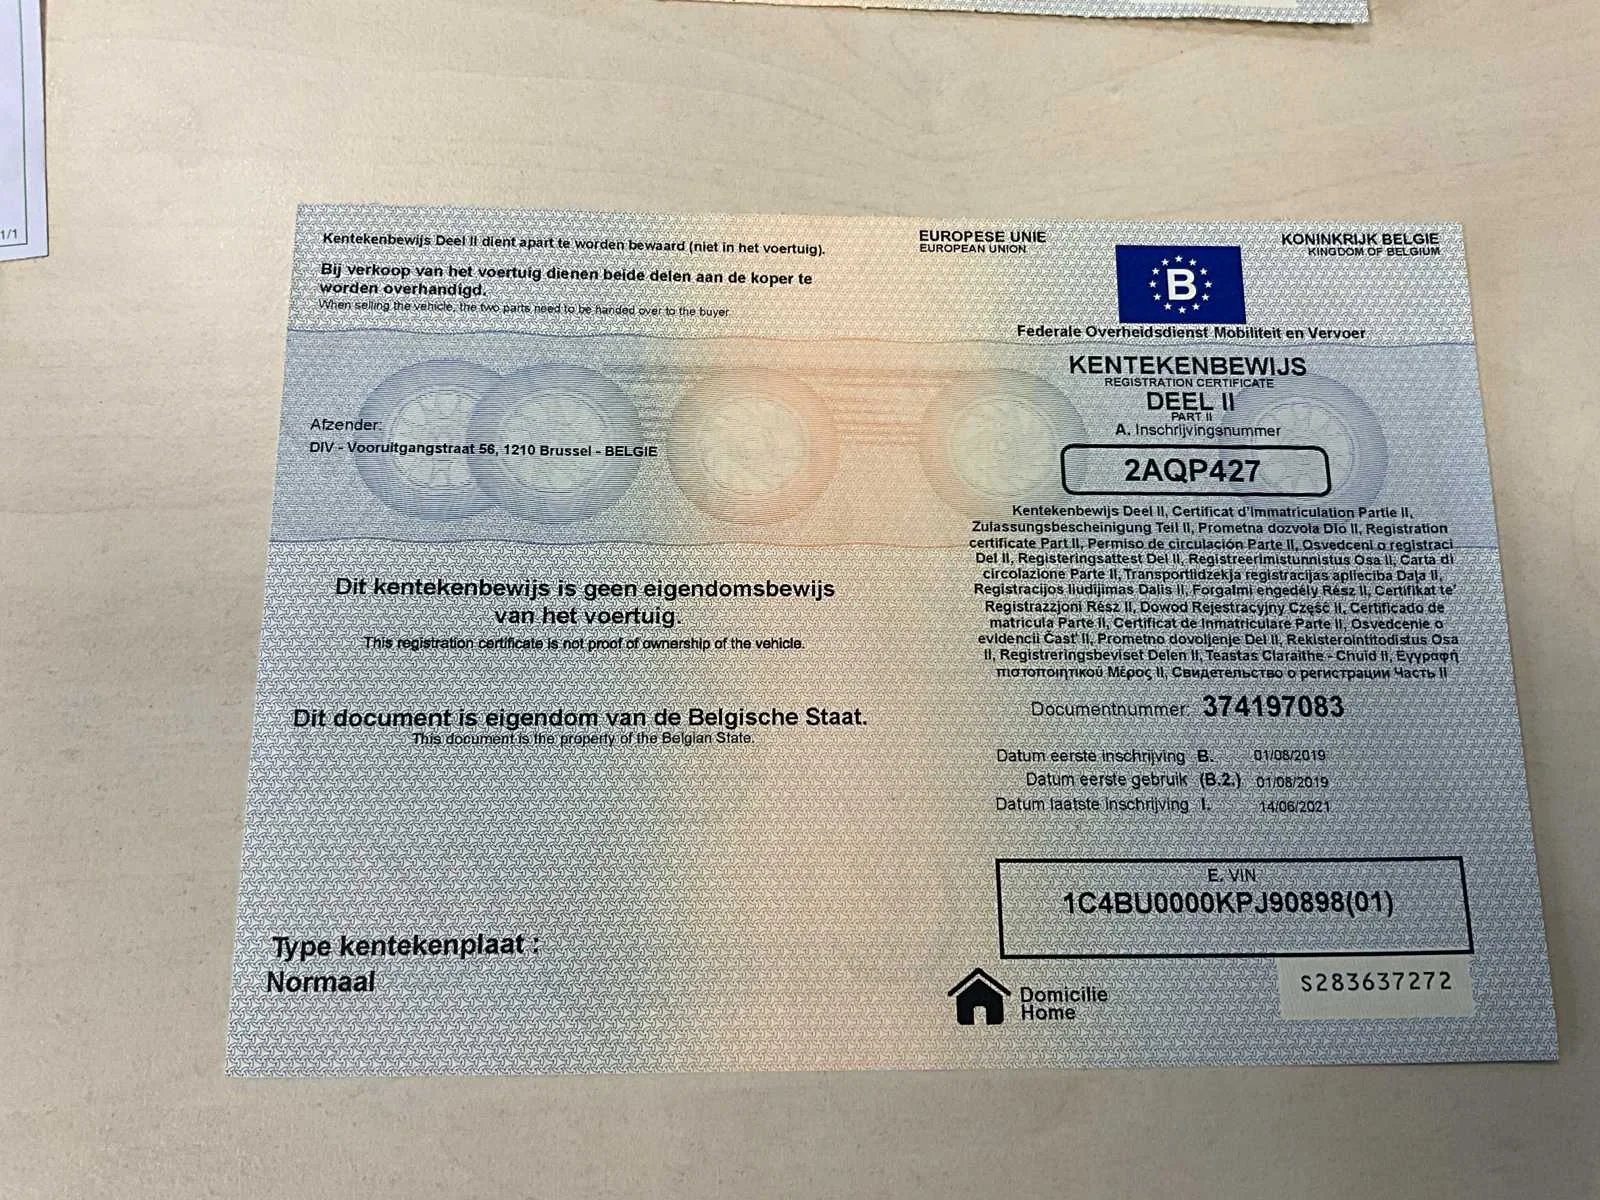 1/1
Kentekenbewijs Deel II dient apart te worden bewaard (niet in het voertuig).
Bij verkoop van het voertuig dienen beide delen aan de koper te
worden overhandigd.
When selling the vehicle, the two parts need to be handed over to the buyer
Afzender:
DIV - Vooruitgangstraat 56, 1210 Brussel - BELGIE
Dit kentekenbewijs is geen eigendomsbewijs
van het voertuig.
This registration certificate is not proof of ownership of the vehicle.
Dit document is eigendom van de Belgische Staat.
This document is the property of the Belgian State.
Type kentekenplaat :
Normaal
EUROPESE UNIE
EUROPEAN UNION
B
KONINKRIJK BELGIE
KINGDOM OF BELGIUM
Federale Overheidsdienst Mobiliteit en Vervoer
KENTEKENBEWIJS
REGISTRATION CERTIFICATE
DEEL II
PART II
A. Inschrijvingsnummer
2AQP427
Kentekenbewijs Deel II, Certificat d'immatriculation Partie II,
Zulassungsbescheinigung Teil II, Prometna dozvola Dio II, Registration
certificate Part II, Permiso de circulación Parte II, Osvedceni o registraci
Del II, Registeringsattest Del II, Registreerimistunnistus Osa II, Carta di
circolazione Parte II, Transportlidzekja registracijas aplieciba Daļa II,
Registracijos liudijimas Dalis II, Forgalmi engedély Rész II, Certifikat te'
Registrazzjoni Rész II, Dowod Rejestracyjny Część II, Certificado de
matricula Parte II, Certificat de Inmatriculare Parte II, Osvedcenie o
evidencii Cast' II, Prometno dovoljenje Del II, Rekisterointitodistus Osa
II, Registreringsbeviset Delen II, Teastas Claraithe - Chuid II, Εγγραφή
πιστοποιητικού Μέρος II, Свидетельство о регистрации Часть II
Documentnummer: 374197083
Datum eerste inschrijving B. 01/08/2019
Datum eerste gebruik (B.2.) 01/08/2019
Datum laatste inschrijving I. 14/06/2021
E. VIN
1C4BU0000KPJ90898(01)
Domicilie
Home
S283637272